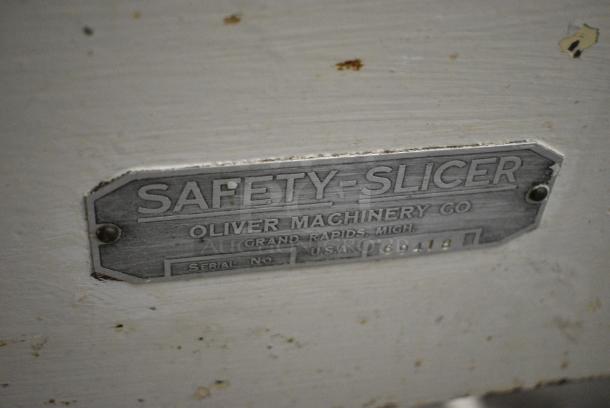 SAFETY-SLICER
OLIVER MACHINERY CO.
GRAND RAPIDS, MICH.
U.S.A.
SERIAL NO.